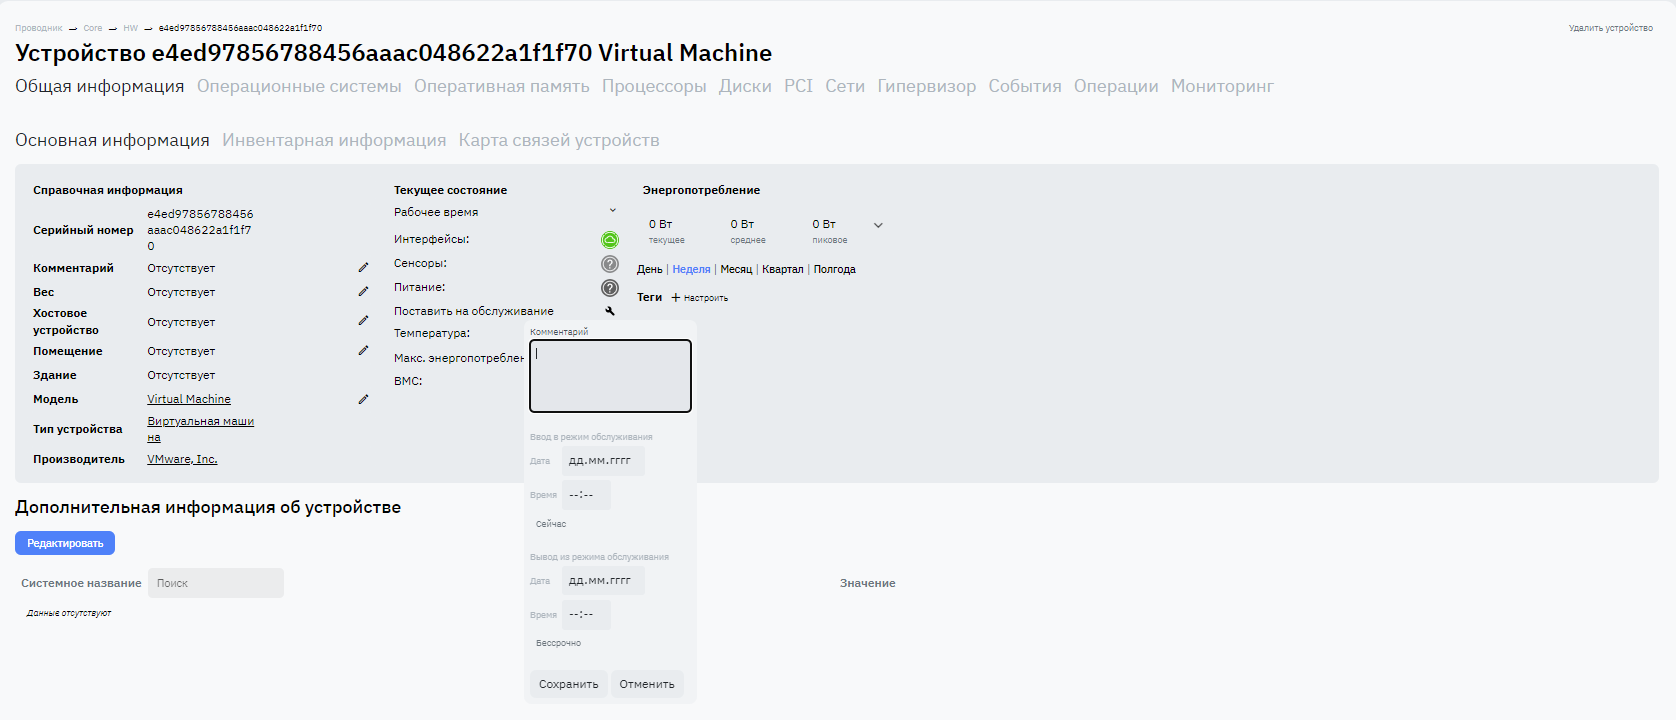 Проводник → Core → HW → e4ed97856788456aaac048622a1f1f70
Удалить устройство
Устройство e4ed97856788456aaac048622a1f1f70 Virtual Machine
Общая информация Операционные системы Оперативная память Процессоры Диски PCI Сети Гипервизор События Операции Мониторинг
Основная информация Инвентарная информация Карта связей устройств
Справочная информация
Серийный номер
e4ed97856788456
aaac048622a1f1f7
0
Комментарий Отсутствует
Вес Отсутствует
Хостовое
устройство
Отсутствует
Помещение Отсутствует
Здание Отсутствует
Модель Virtual Machine
Тип устройства
Виртуальная маши
на
Производитель VMware, Inc.
Текущее состояние
Рабочее время
Интерфейсы:
Сенсоры:
Питание:
Поставить на обслуживание
Температура:
Макс. энергопотреблен
BMC:
Энергопотребление
0 Вт 0 Вт 0 Вт
текущее среднее пиковое
День | Неделя | Месяц | Квартал | Полгода
Теги + Настроить
Комментарий
Ввод в режим обслуживания
Дата дд.мм.гггг
Время --:--
Сейчас
Вывод из режима обслуживания
Дата дд.мм.гггг
Время --:--
Бессрочно
Сохранить Отменить
Дополнительная информация об устройстве
Редактировать
Системное название Поиск Значение
Данные отсутствуют